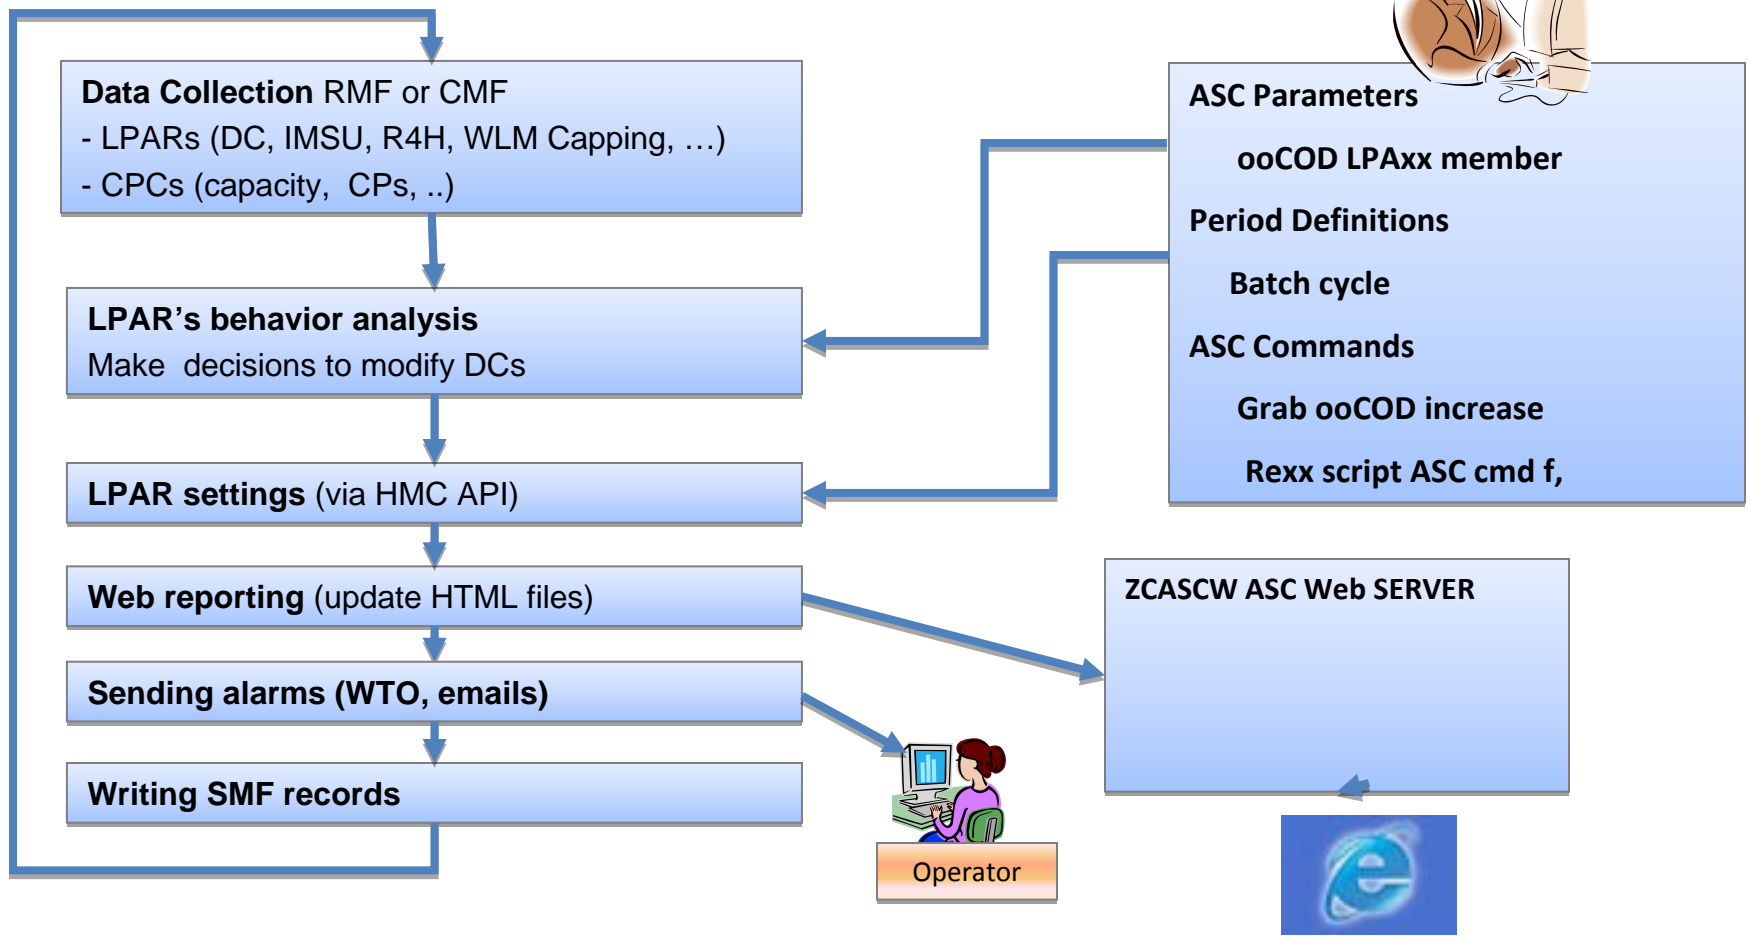 Data Collection RMF or CMF
- LPARs (DC, IMSU, R4H, WLM Capping, …)
- CPCs (capacity, CPs, ..)
LPAR’s behavior analysis
Make decisions to modify DCs
LPAR settings (via HMC API)
Web reporting (update HTML files)
Sending alarms (WTO, emails)
Writing SMF records
ASC Parameters
ooCOD LPAxx member
Period Definitions
Batch cycle
ASC Commands
Grab ooCOD increase
Rexx script ASC cmd f,
ZCASCW ASC Web SERVER
Operator